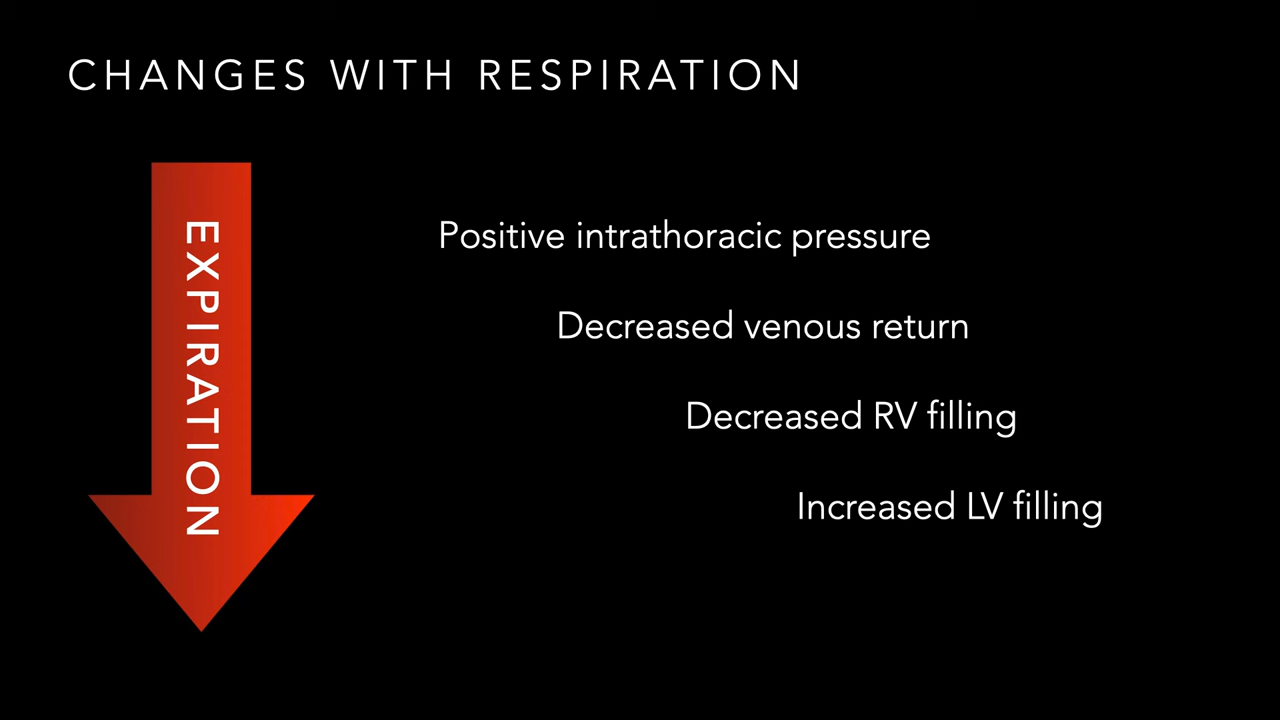 CHANGES WITH RESPIRATION
EXPIRATION
Positive intrathoracic pressure
Decreased venous return
Decreased RV filling
Increased LV filling